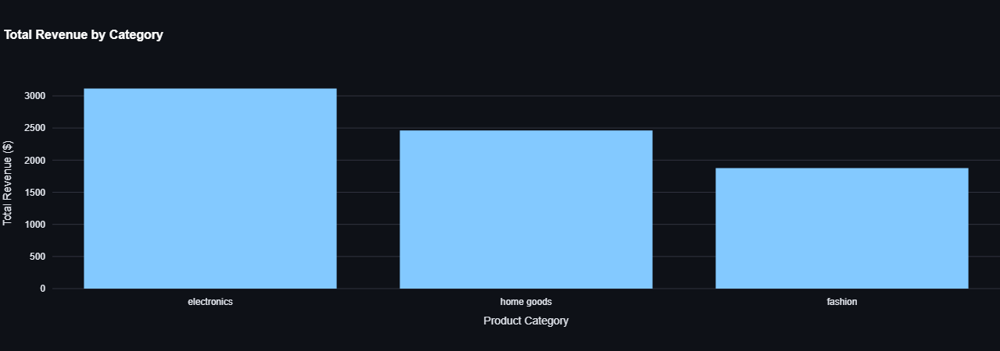 Total Revenue by Category
Total Revenue ($)
3000
2500
2000
1500
1000
500
0
electronics
home goods
fashion
Product Category